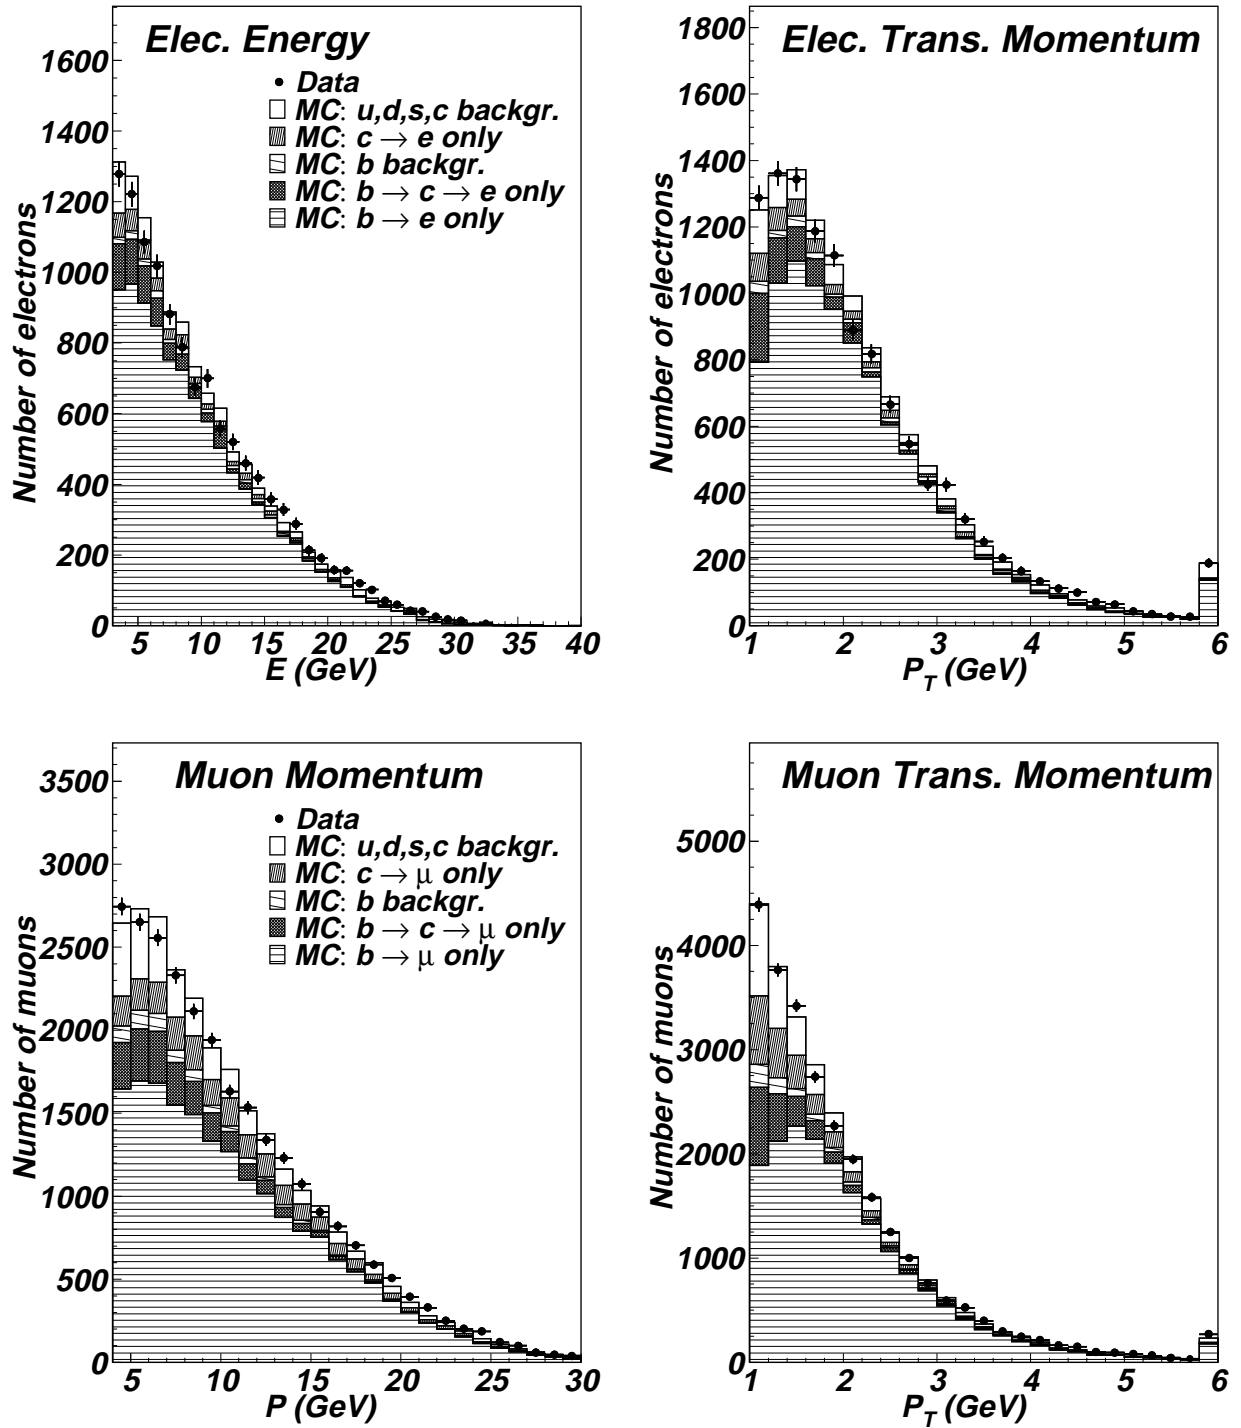 Elec. Energy
Data
MC: u,d,s,c backgr.
MC: c → e only
MC: b backgr.
MC: b → c → e only
MC: b → e only
Number of electrons
0
200
400
600
800
1000
1200
1400
1600
5 10 15 20 25 30 35 40
E (GeV)
Elec. Trans. Momentum
Number of electrons
0
200
400
600
800
1000
1200
1400
1600
1800
1 2 3 4 5 6
P_T (GeV)
Muon Momentum
Data
MC: u,d,s,c backgr.
MC: c → μ only
MC: b backgr.
MC: b → c → μ only
MC: b → μ only
Number of muons
0
500
1000
1500
2000
2500
3000
3500
5 10 15 20 25 30
P (GeV)
Muon Trans. Momentum
Number of muons
0
1000
2000
3000
4000
5000
1 2 3 4 5 6
P_T (GeV)